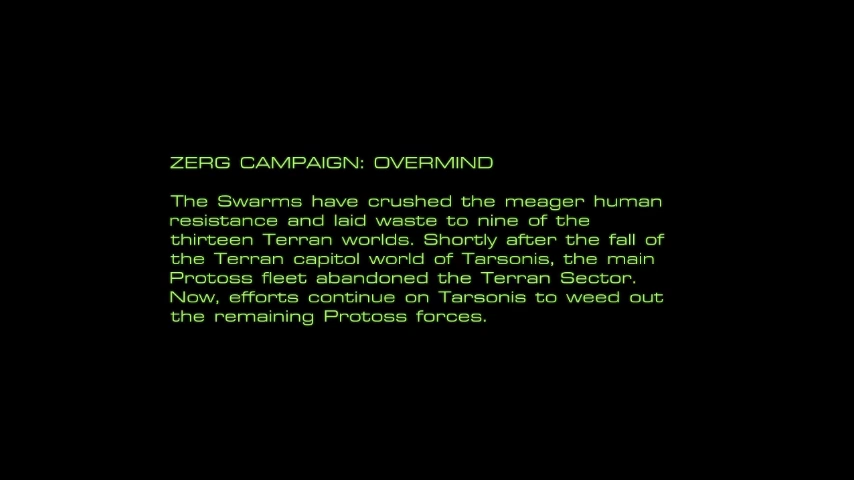 ZERG CAMPAIGN: OVERMIND
The Swarms have crushed the meager human
resistance and laid waste to nine of the
thirteen Terran worlds. Shortly after the fall of
the Terran capitol world of Tarsonis, the main
Protoss fleet abandoned the Terran Sector.
Now, efforts continue on Tarsonis to weed out
the remaining Protoss forces.